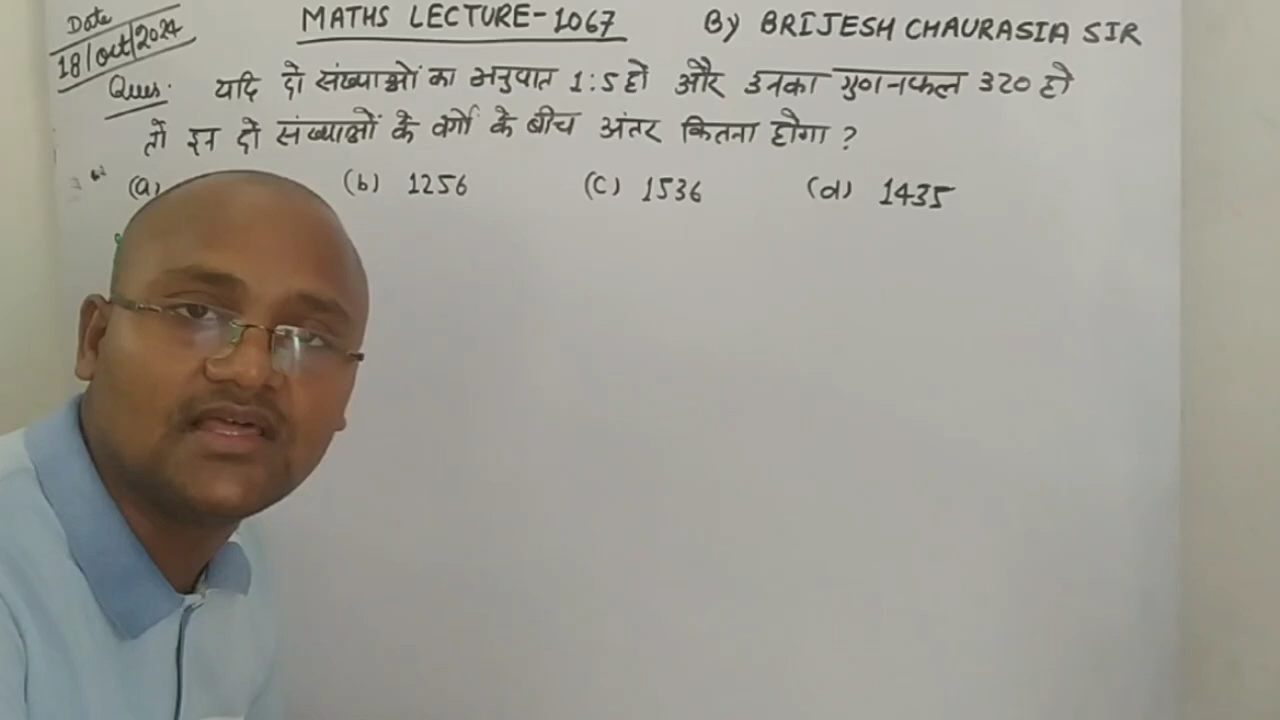 Date
18/Oct/2024
MATHS LECTURE-1067 By BRIJESH CHAURASIA SIR
Ques: यदि दो संख्याओं का अनुपात 1:5 हो और उनका गुणनफल 320 हो
तो इन दो संख्याओं के वर्गो के बीच अंतर कितना होगा ?
(a) (b) 1256 (C) 1536 (d) 1435